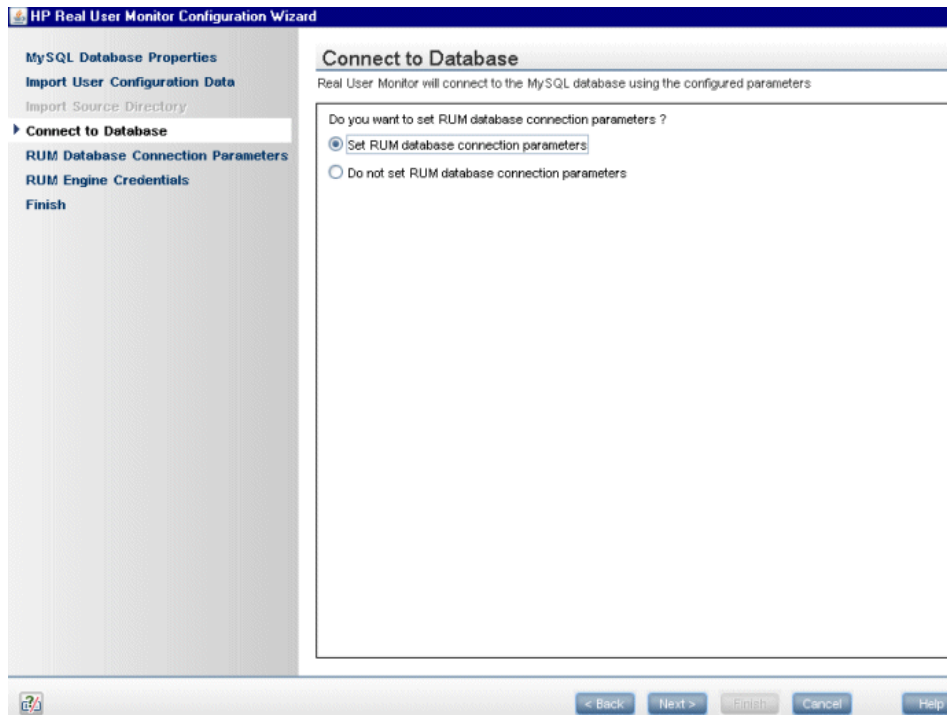 HP Real User Monitor Configuration Wizard
MySQL Database Properties
Import User Configuration Data
Import Source Directory
Connect to Database
RUM Database Connection Parameters
RUM Engine Credentials
Finish
Connect to Database
Real User Monitor will connect to the MySQL database using the configured parameters
Do you want to set RUM database connection parameters ?
Set RUM database connection parameters
Do not set RUM database connection parameters
< Back
Next >
Finish
Cancel
Help